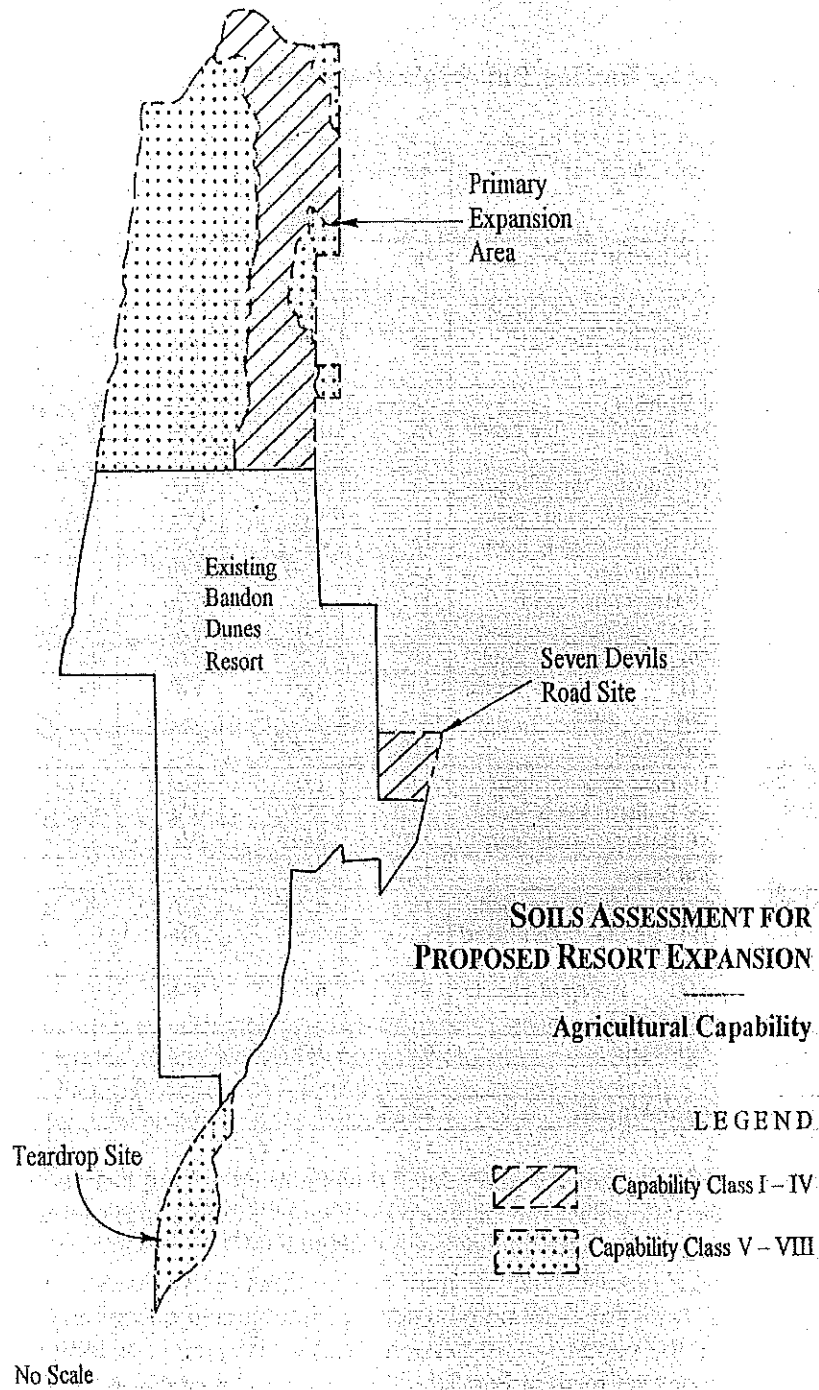 Primary
Expansion
Area
Existing
Bandon
Dunes
Resort
Seven Devils
Road Site
SOILS ASSESSMENT FOR
PROPOSED RESORT EXPANSION
Agricultural Capability
LEGEND
Teardrop Site
Capability Class I – IV
Capability Class V – VIII
No Scale